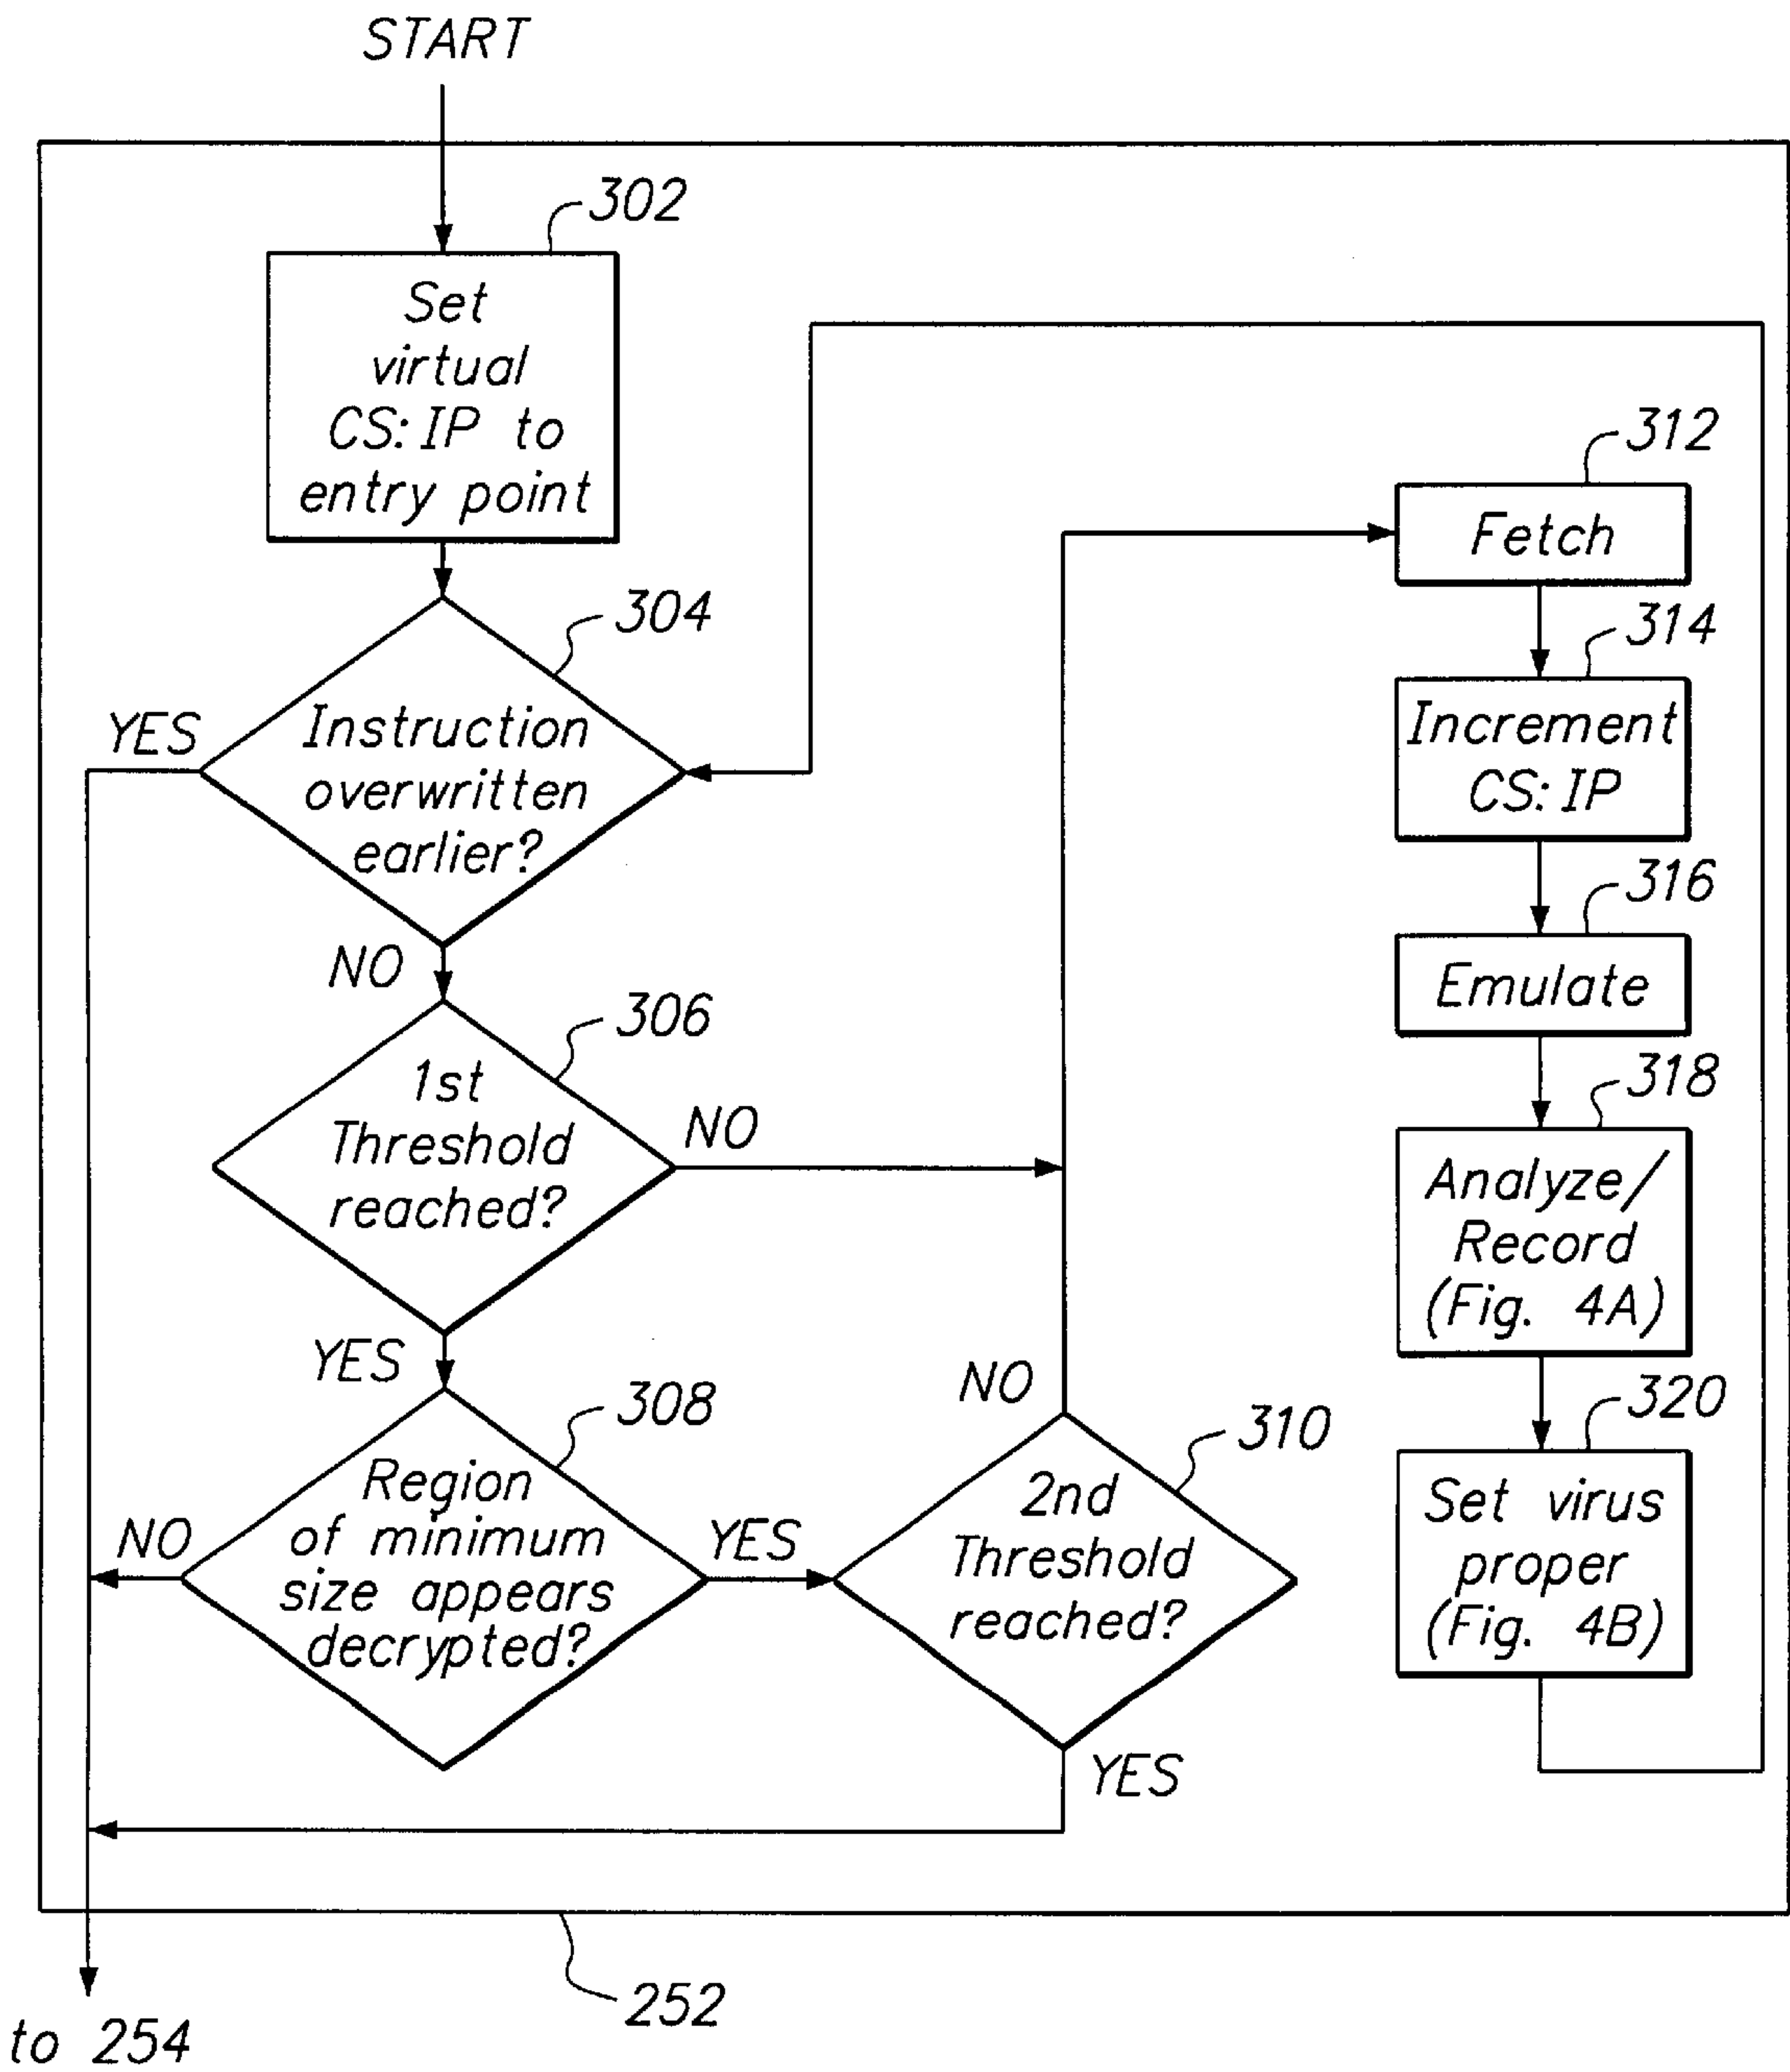 START
302
Set
virtual
CS:IP to
entry point
304
YES
Instruction
overwritten
earlier?
NO
306
1st
Threshold
reached?
NO
YES
308
Region
of minimum
size appears
decrypted?
NO
YES
310
2nd
Threshold
reached?
NO
YES
312
Fetch
314
Increment
CS:IP
316
Emulate
318
Analyze/
Record
(Fig. 4A)
320
Set virus
proper
(Fig. 4B)
252
to 254